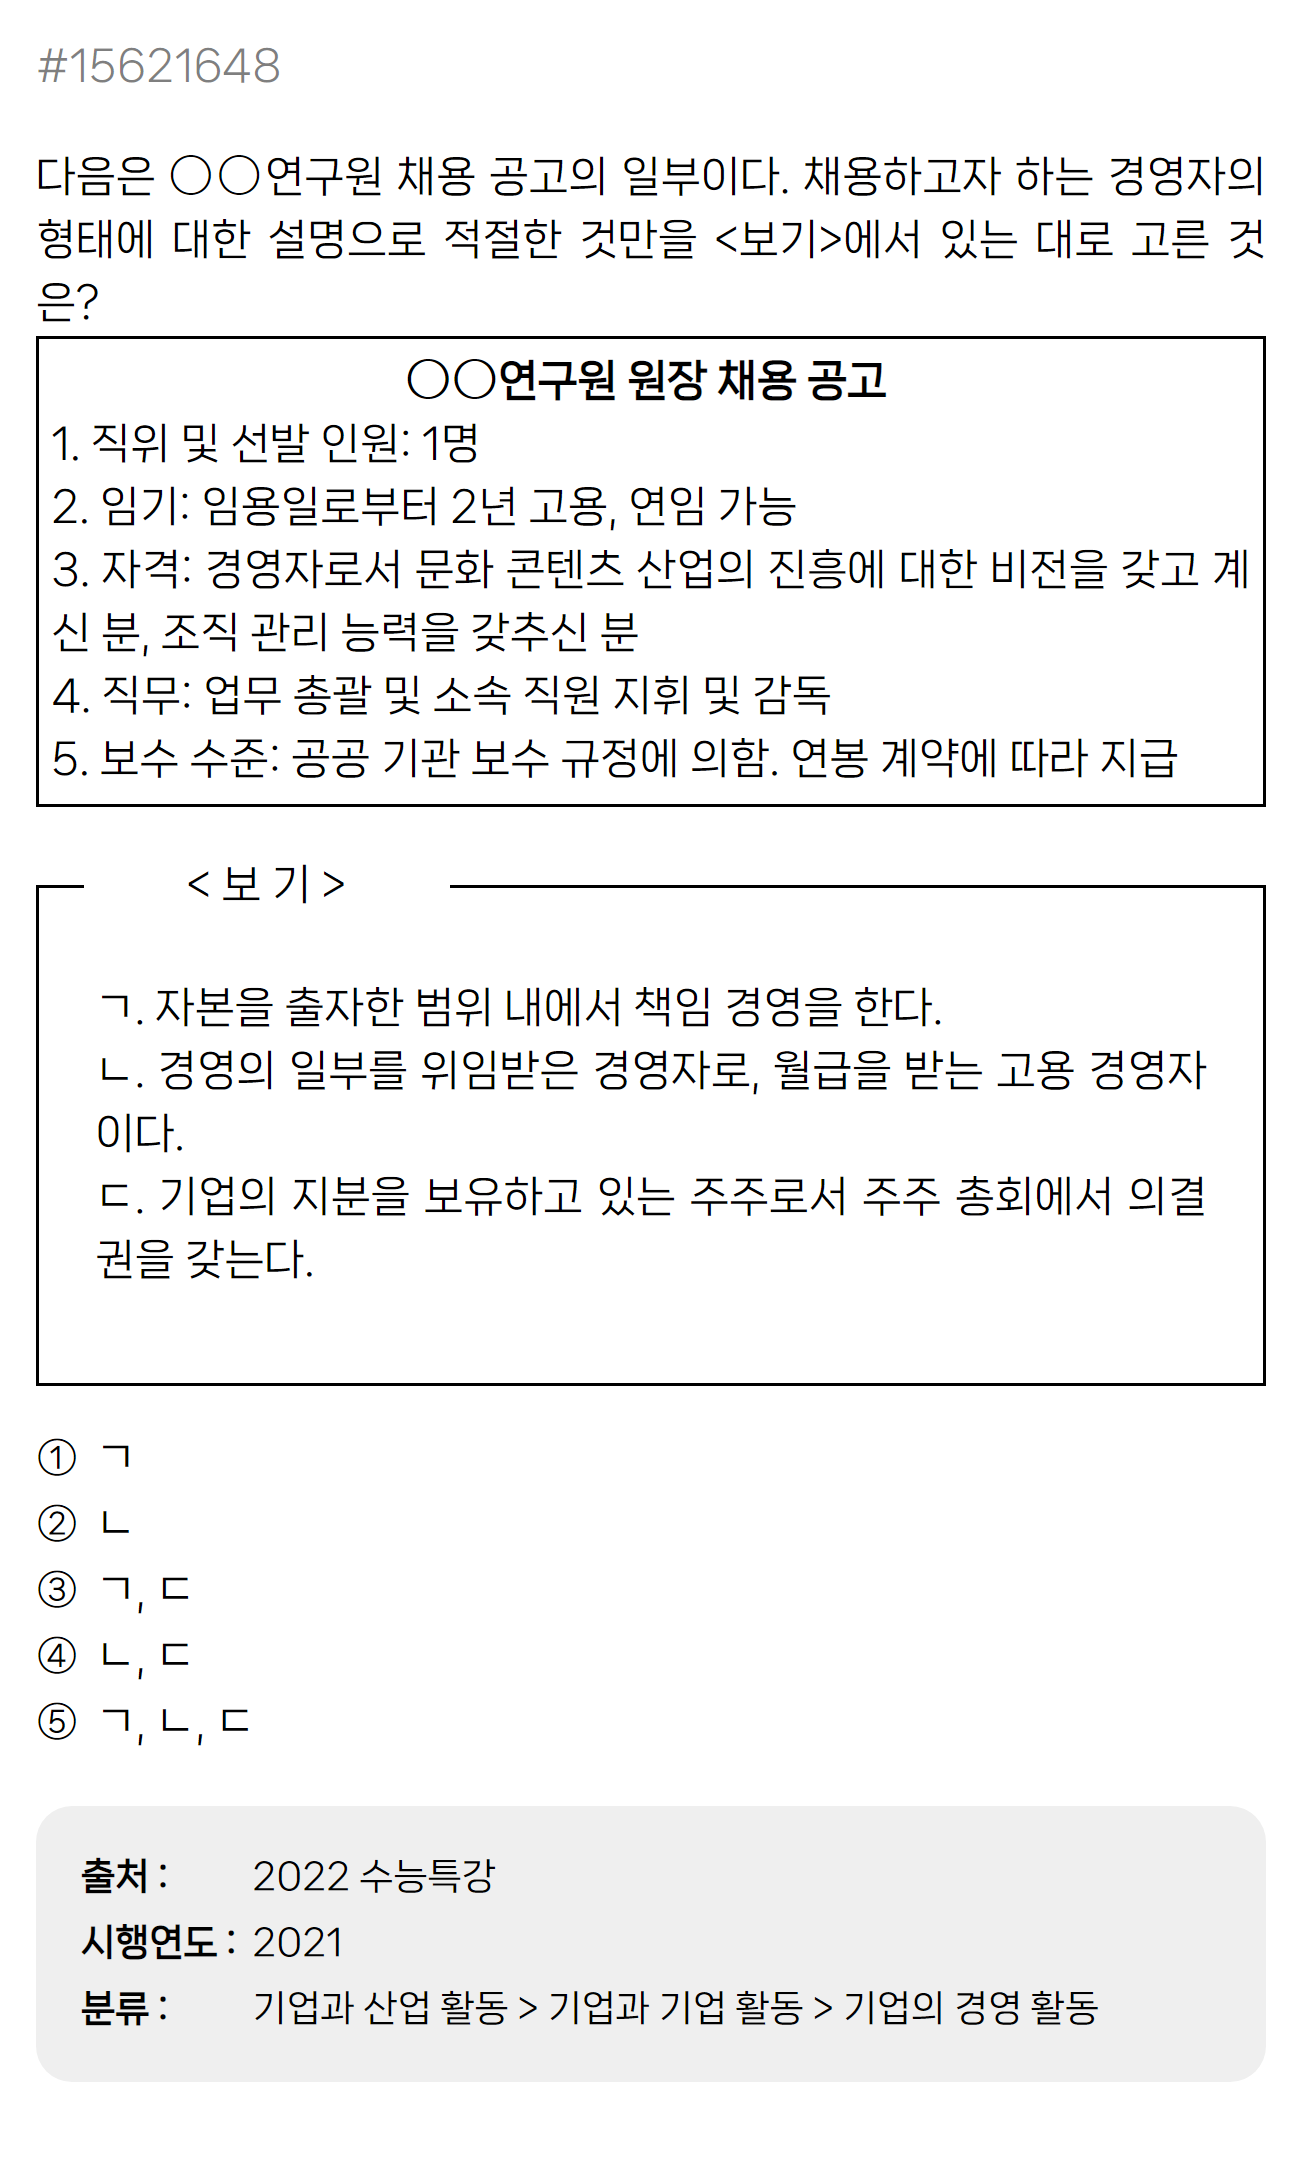 #15621648
다음은 ○○연구원 채용 공고의 일부이다. 채용하고자 하는 경영자의
형태에 대한 설명으로 적절한 것만을 <보기>에서 있는 대로 고른 것
은?
○○연구원 원장 채용 공고
1. 직위 및 선발 인원: 1명
2. 임기: 임용일로부터 2년 고용, 연임 가능
3. 자격: 경영자로서 문화 콘텐츠 산업의 진흥에 대한 비전을 갖고 계
신 분, 조직 관리 능력을 갖추신 분
4. 직무: 업무 총괄 및 소속 직원 지휘 및 감독
5. 보수 수준: 공공 기관 보수 규정에 의함. 연봉 계약에 따라 지급
< 보 기 >
ㄱ. 자본을 출자한 범위 내에서 책임 경영을 한다.
ㄴ. 경영의 일부를 위임받은 경영자로, 월급을 받는 고용 경영자
이다.
ㄷ. 기업의 지분을 보유하고 있는 주주로서 주주 총회에서 의결
권을 갖는다.
① ㄱ
② ㄴ
③ ㄱ, ㄷ
④ ㄴ, ㄷ
⑤ ㄱ, ㄴ, ㄷ
출처 : 2022 수능특강
시행연도 : 2021
분류 : 기업과 산업 활동 > 기업과 기업 활동 > 기업의 경영 활동